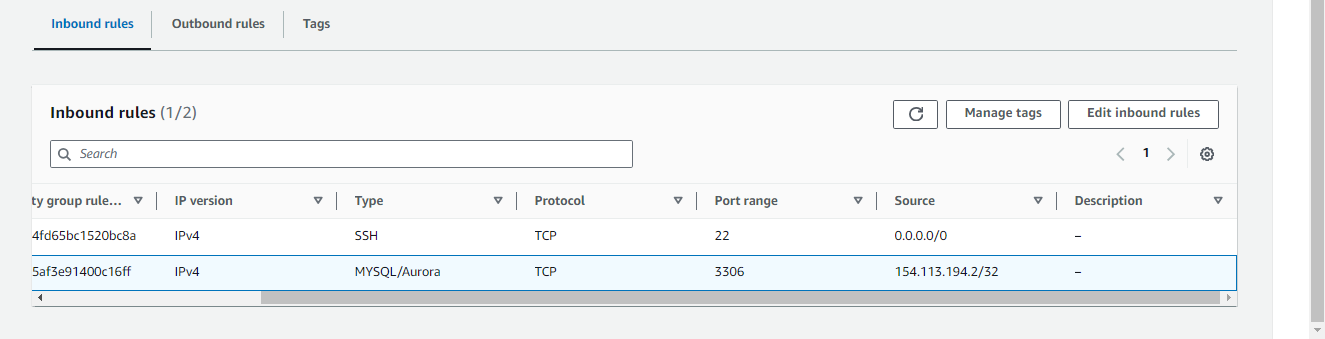 Inbound rules Outbound rules Tags
Inbound rules (1/2) Manage tags Edit inbound rules
Search 1
ty group rule... IP version Type Protocol Port range Source Description
4fd65bc1520bc8a IPv4 SSH TCP 22 0.0.0.0/0 –
5af3e91400c16ff IPv4 MYSQL/Aurora TCP 3306 154.113.194.2/32 –